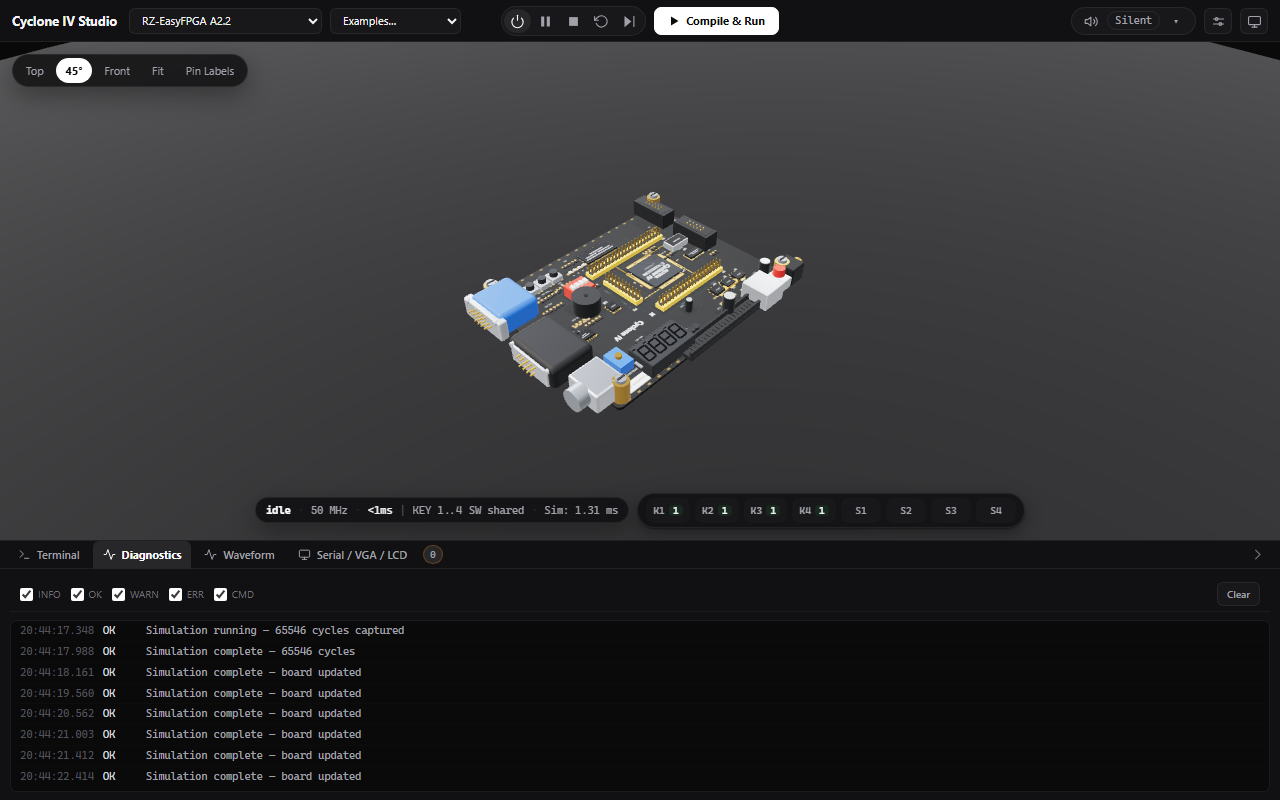 Cyclone IV Studio
RZ-EasyFPGA A2.2
Examples...
Compile & Run
Silent
Top 45° Front Fit Pin Labels
Cyclone IV
idle · 50 MHz · <1ms | KEY 1..4 SW shared · Sim: 1.31 ms
K1 1 K2 1 K3 1 K4 1 S1 S2 S3 S4
Terminal Diagnostics Waveform Serial / VGA / LCD 0
INFO OK WARN ERR CMD
Clear
20:44:17.348 OK Simulation running — 65546 cycles captured
20:44:17.988 OK Simulation complete — 65546 cycles
20:44:18.161 OK Simulation complete — board updated
20:44:19.560 OK Simulation complete — board updated
20:44:20.562 OK Simulation complete — board updated
20:44:21.003 OK Simulation complete — board updated
20:44:21.412 OK Simulation complete — board updated
20:44:22.414 OK Simulation complete — board updated